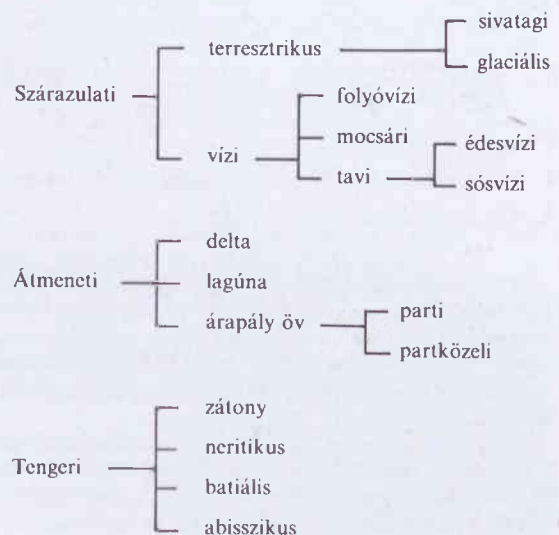 sivatagi
terresztrikus
glaciális
Szárazulati
folyóvízi
mocsári
vízi
édesvízi
tavi
sósvízi
delta
Átmeneti
lagúna
parti
árapály öv
partközeli
zátony
neritikus
Tengeri
batiális
abisszikus